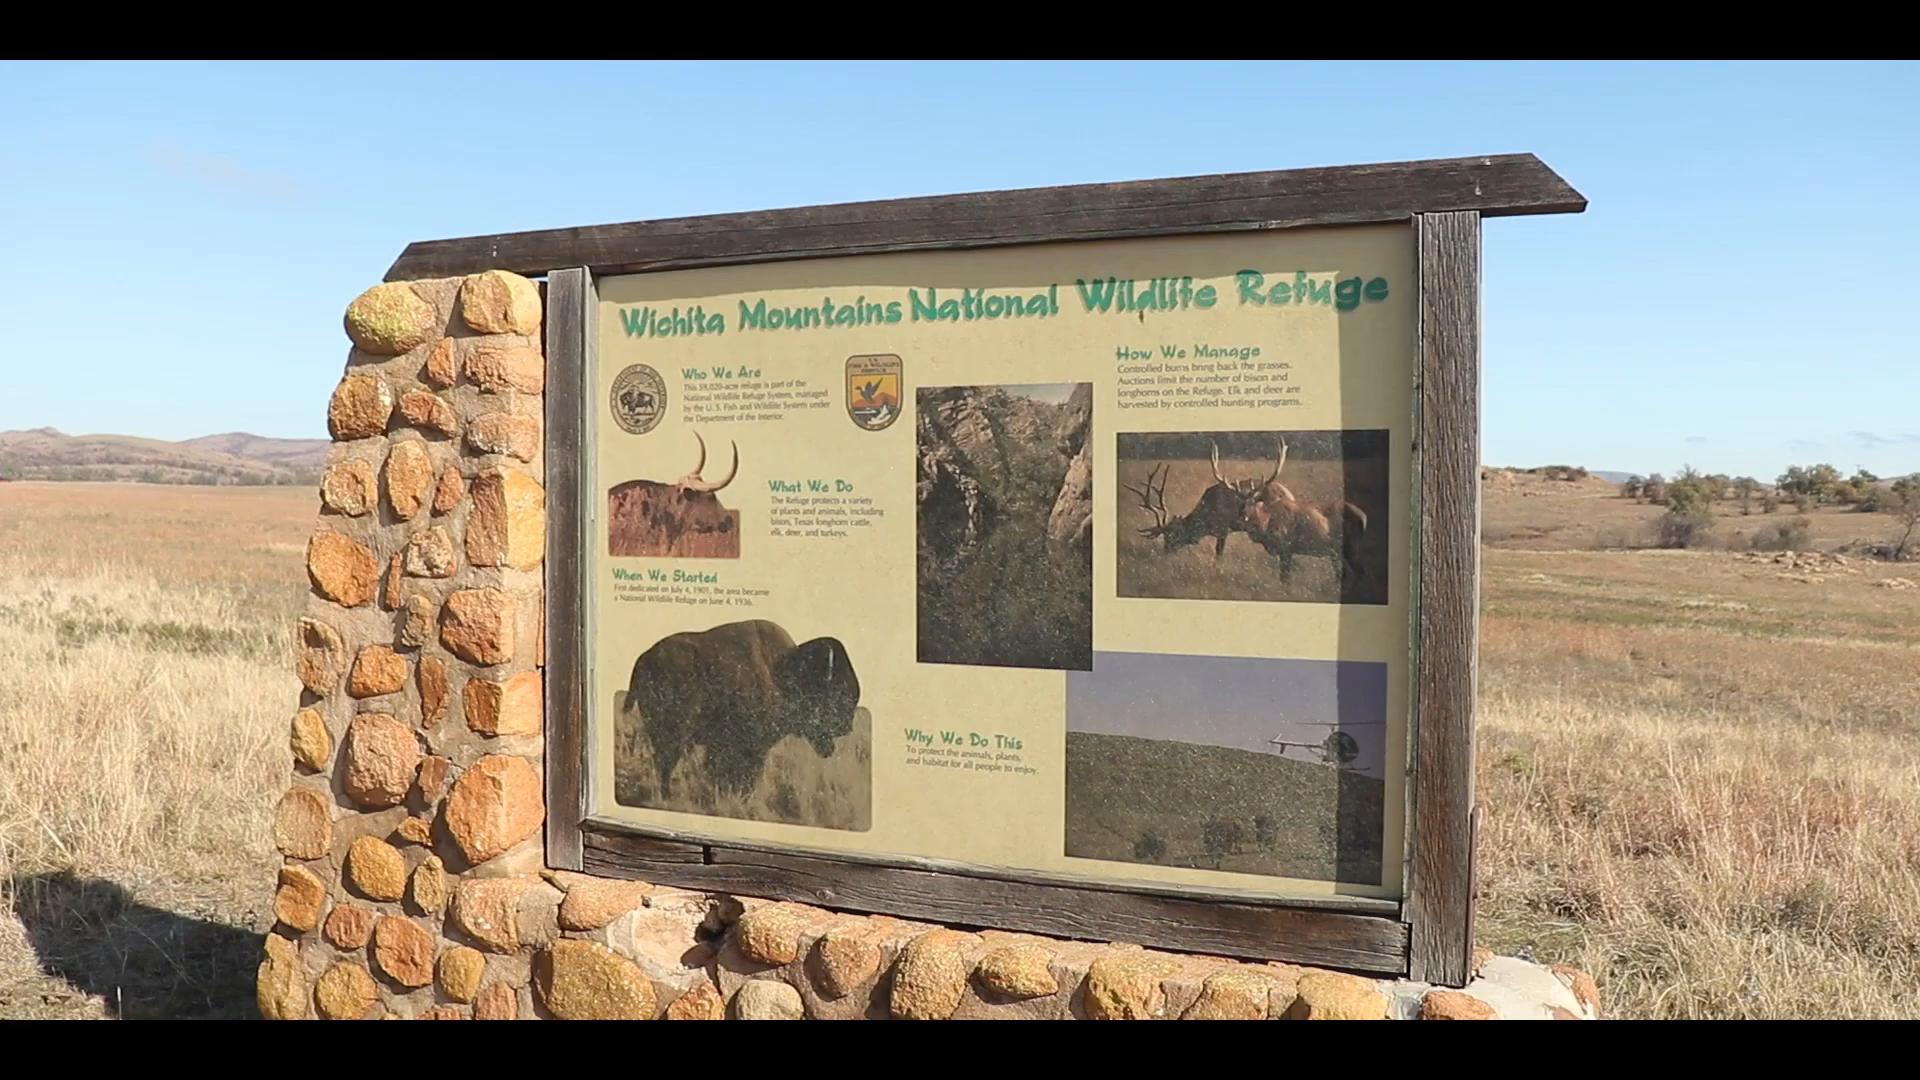 Wichita Mountains National Wildlife Refuge
Who We Are
This 59,020-acre refuge is part of the
National Wildlife Refuge System, managed
by the U. S. Fish and Wildlife System under
the Department of the Interior.
U.S.
FISH & WILDLIFE
SERVICE
What We Do
The Refuge protects a variety
of plants and animals, including
bison, Texas longhorn cattle,
elk, deer, and turkeys.
When We Started
First dedicated on July 4, 1901, the area became
a National Wildlife Refuge on June 4, 1936.
How We Manage
Controlled burns bring back the grasses.
Auctions limit the number of bison and
longhorns on the Refuge. Elk and deer are
harvested by controlled hunting programs.
Why We Do This
To protect the animals, plants,
and habitat for all people to enjoy.